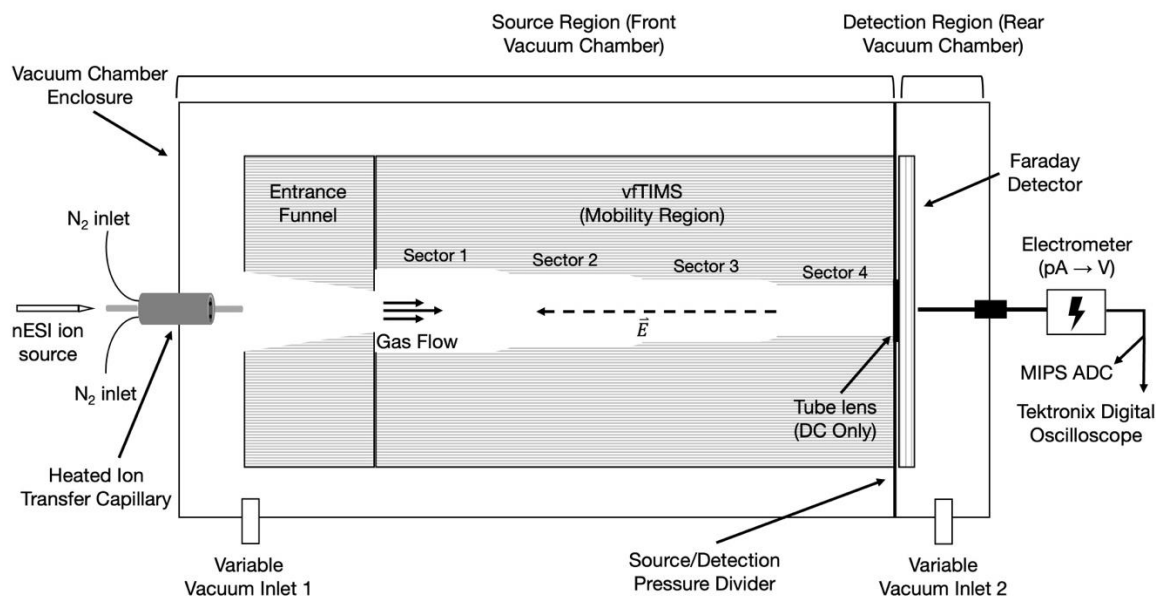 Source Region (Front
Vacuum Chamber)
Detection Region (Rear
Vacuum Chamber)
Vacuum Chamber
Enclosure
Entrance
Funnel
vfTIMS
(Mobility Region)
Faraday
Detector
N₂ inlet
Sector 1
Sector 2
Sector 3
Sector 4
Electrometer
(pA → V)
nESI ion
source
Gas Flow
E⃗
N₂ inlet
MIPS ADC
Tube lens
(DC Only)
Tektronix Digital
Oscilloscope
Heated Ion
Transfer Capillary
Variable
Vacuum Inlet 1
Source/Detection
Pressure Divider
Variable
Vacuum Inlet 2